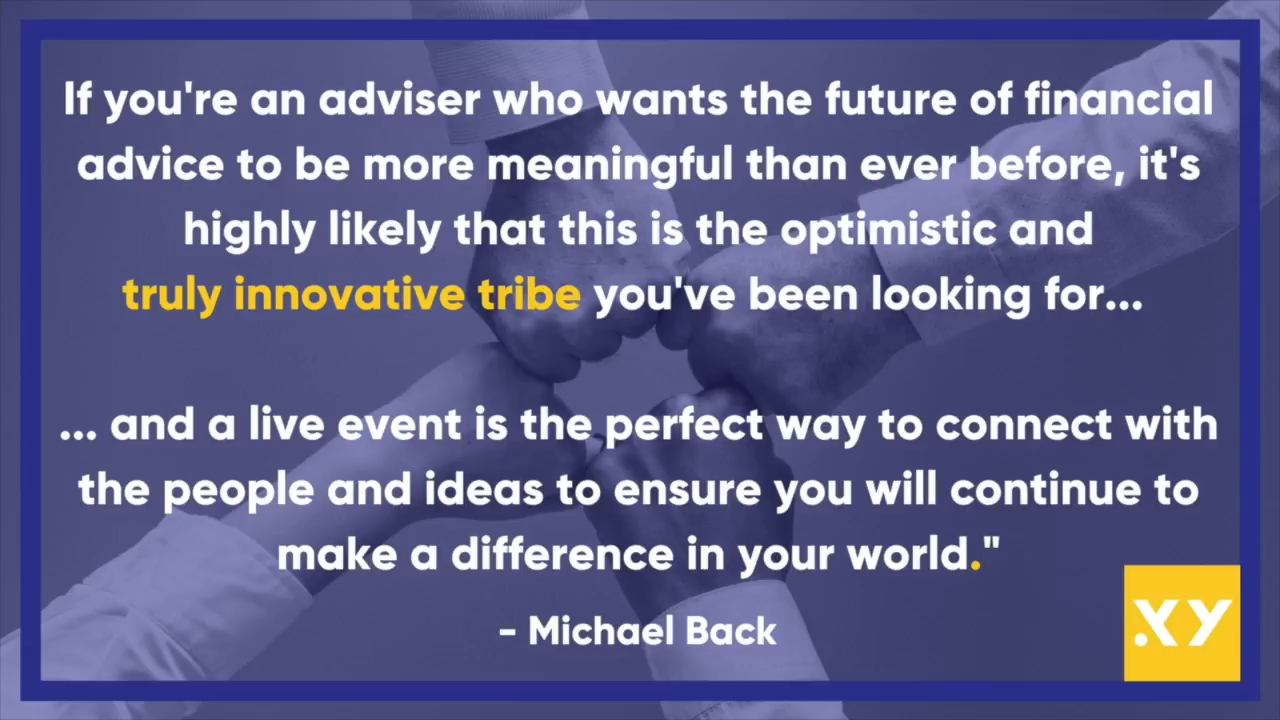 If you're an adviser who wants the future of financial
advice to be more meaningful than ever before, it's
highly likely that this is the optimistic and
truly innovative tribe you've been looking for...
... and a live event is the perfect way to connect with
the people and ideas to ensure you will continue to
make a difference in your world."
- Michael Back
.XY